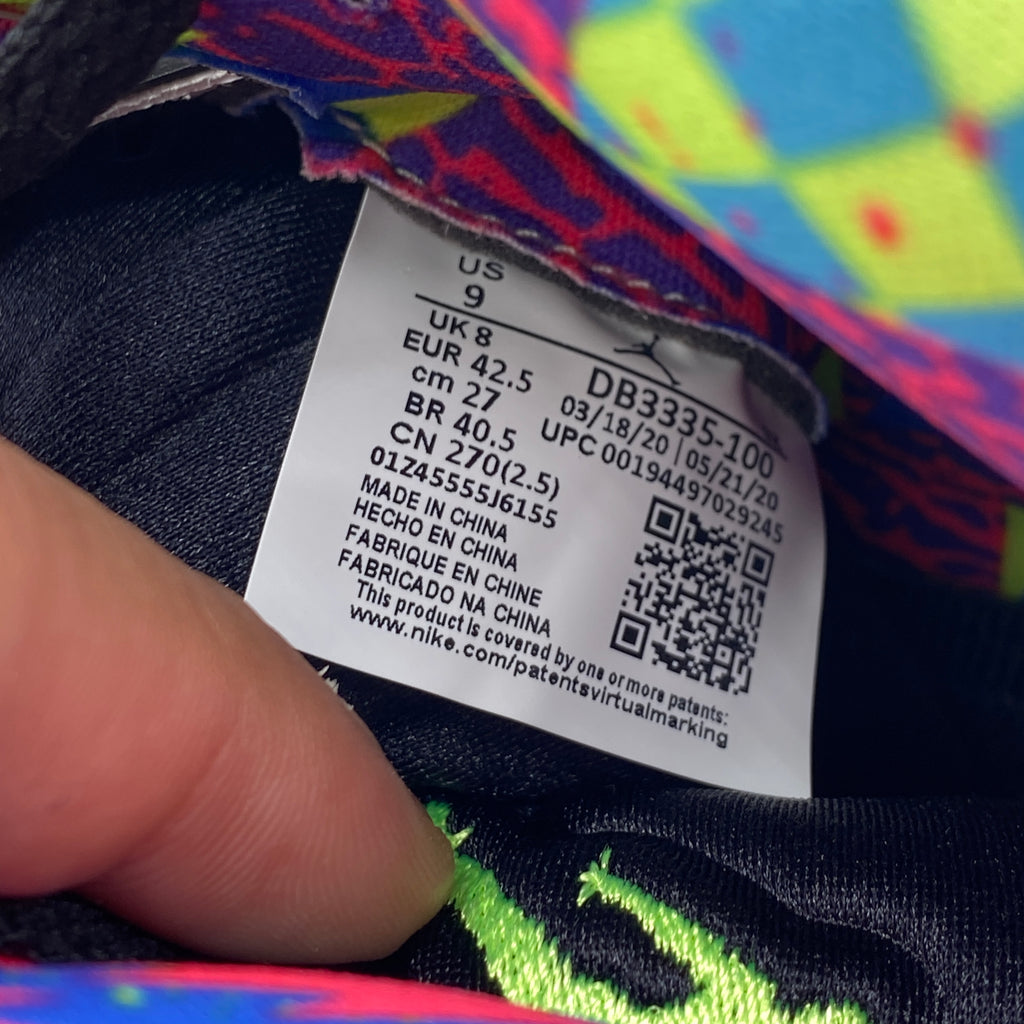 US
9
UK 8
EUR 42.5
cm 27
BR 40.5
CN 270(2.5)
01Z45555J6155
DB3335-100
03/18/20 | 05/21/20
UPC 00194497029245
MADE IN CHINA
HECHO EN CHINA
FABRIQUE EN CHINE
FABRICADO NA CHINA
This product is covered by one or more patents:
www.nike.com/patentsvirtualmarking